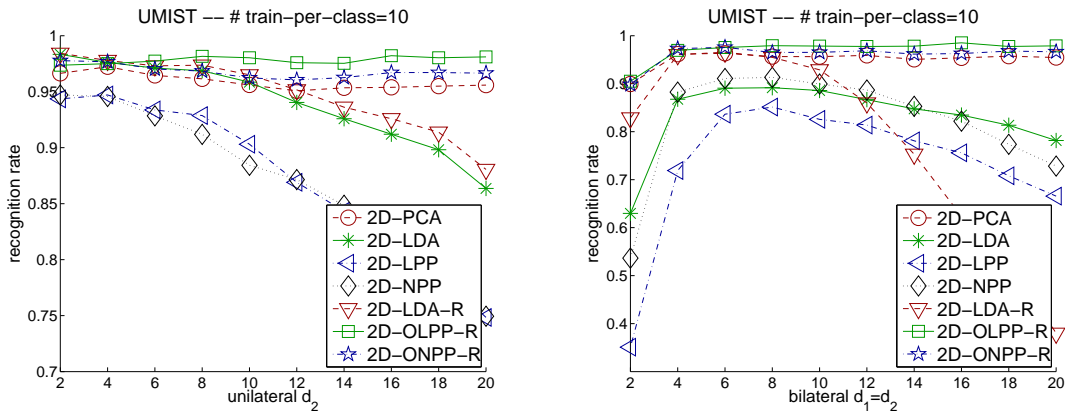 UMIST −− # train−per−class=10
1
0.95
0.9
0.85
0.8
0.75
0.7
recognition rate
2D−PCA
2D−LDA
2D−LPP
2D−NPP
2D−LDA−R
2D−OLPP−R
2D−ONPP−R
2 4 6 8 10 12 14 16 18 20
unilateral d2
UMIST −− # train−per−class=10
1
0.9
0.8
0.7
0.6
0.5
0.4
recognition rate
2D−PCA
2D−LDA
2D−LPP
2D−NPP
2D−LDA−R
2D−OLPP−R
2D−ONPP−R
2 4 6 8 10 12 14 16 18 20
bilateral d1=d2